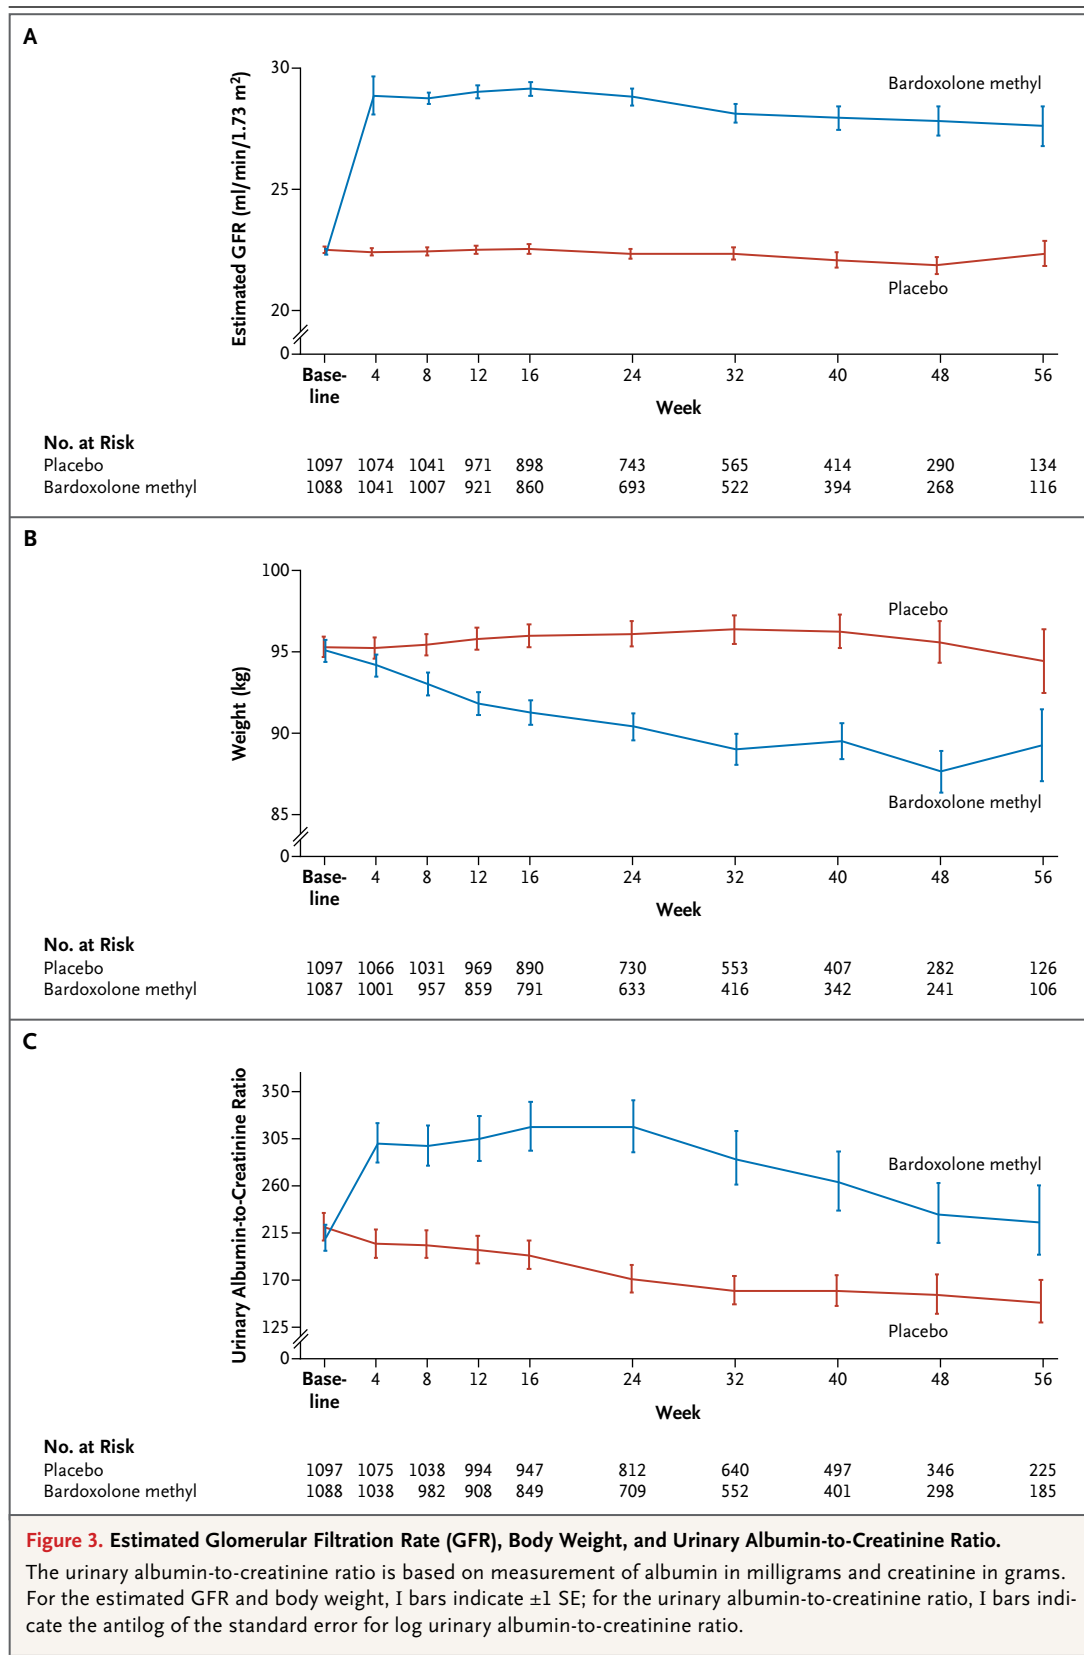 A
Estimated GFR (ml/min/1.73 m²)
30
25
20
0
Bardoxolone methyl
Placebo
Base-
line
4 8 12 16 24 32 40 48 56
Week
No. at Risk
Placebo 1097 1074 1041 971 898 743 565 414 290 134
Bardoxolone methyl 1088 1041 1007 921 860 693 522 394 268 116
B
Weight (kg)
100
95
90
85
0
Placebo
Bardoxolone methyl
Base-
line
4 8 12 16 24 32 40 48 56
Week
No. at Risk
Placebo 1097 1066 1031 969 890 730 553 407 282 126
Bardoxolone methyl 1087 1001 957 859 791 633 416 342 241 106
C
Urinary Albumin-to-Creatinine Ratio
350
305
260
215
170
125
0
Bardoxolone methyl
Placebo
Base-
line
4 8 12 16 24 32 40 48 56
Week
No. at Risk
Placebo 1097 1075 1038 994 947 812 640 497 346 225
Bardoxolone methyl 1088 1038 982 908 849 709 552 401 298 185
Figure 3. Estimated Glomerular Filtration Rate (GFR), Body Weight, and Urinary Albumin-to-Creatinine Ratio.
The urinary albumin-to-creatinine ratio is based on measurement of albumin in milligrams and creatinine in grams.
For the estimated GFR and body weight, I bars indicate ±1 SE; for the urinary albumin-to-creatinine ratio, I bars indi-
cate the antilog of the standard error for log urinary albumin-to-creatinine ratio.